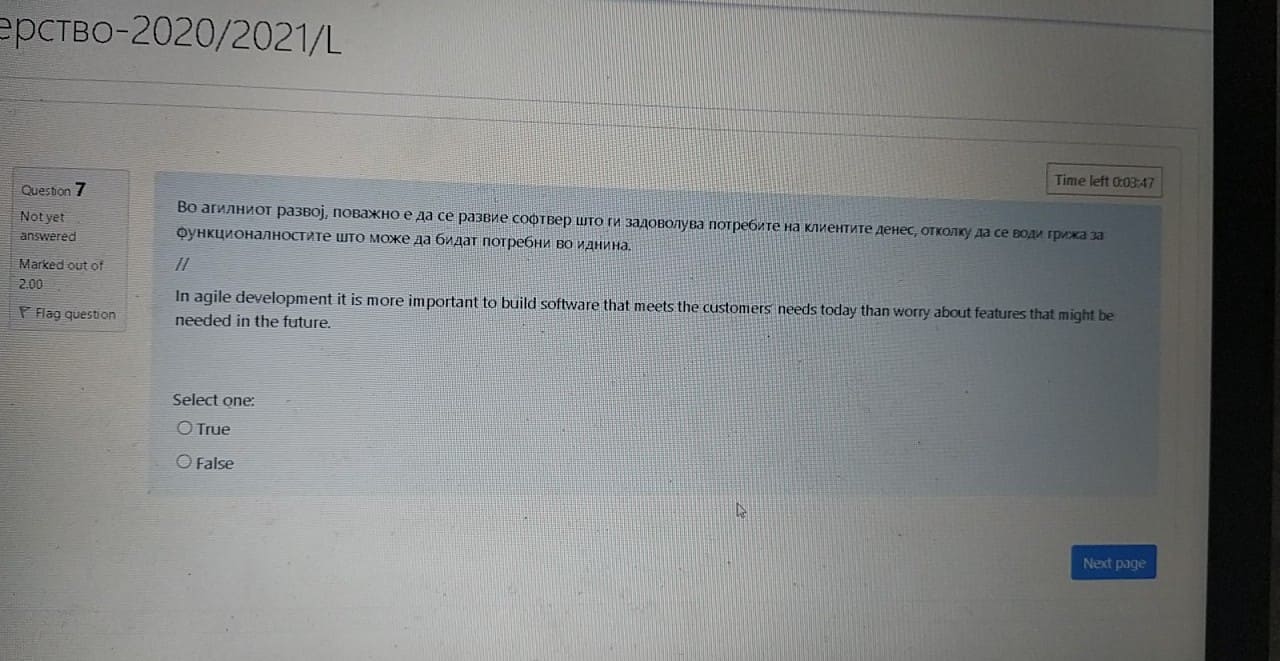 ерство-2020/2021/L
Time left 0:03:47
Question 7
Not yet
answered
Marked out of
2.00
Flag question
Во агилниот развој, поважно е да се развие софтвер што ги задоволува потребите на клиентите денес, отколку да се води грижа за
функционалностите што може да бидат потребни во иднина.
//
In agile development it is more important to build software that meets the customers' needs today than worry about features that might be
needed in the future.
Select one:
True
False
Next page